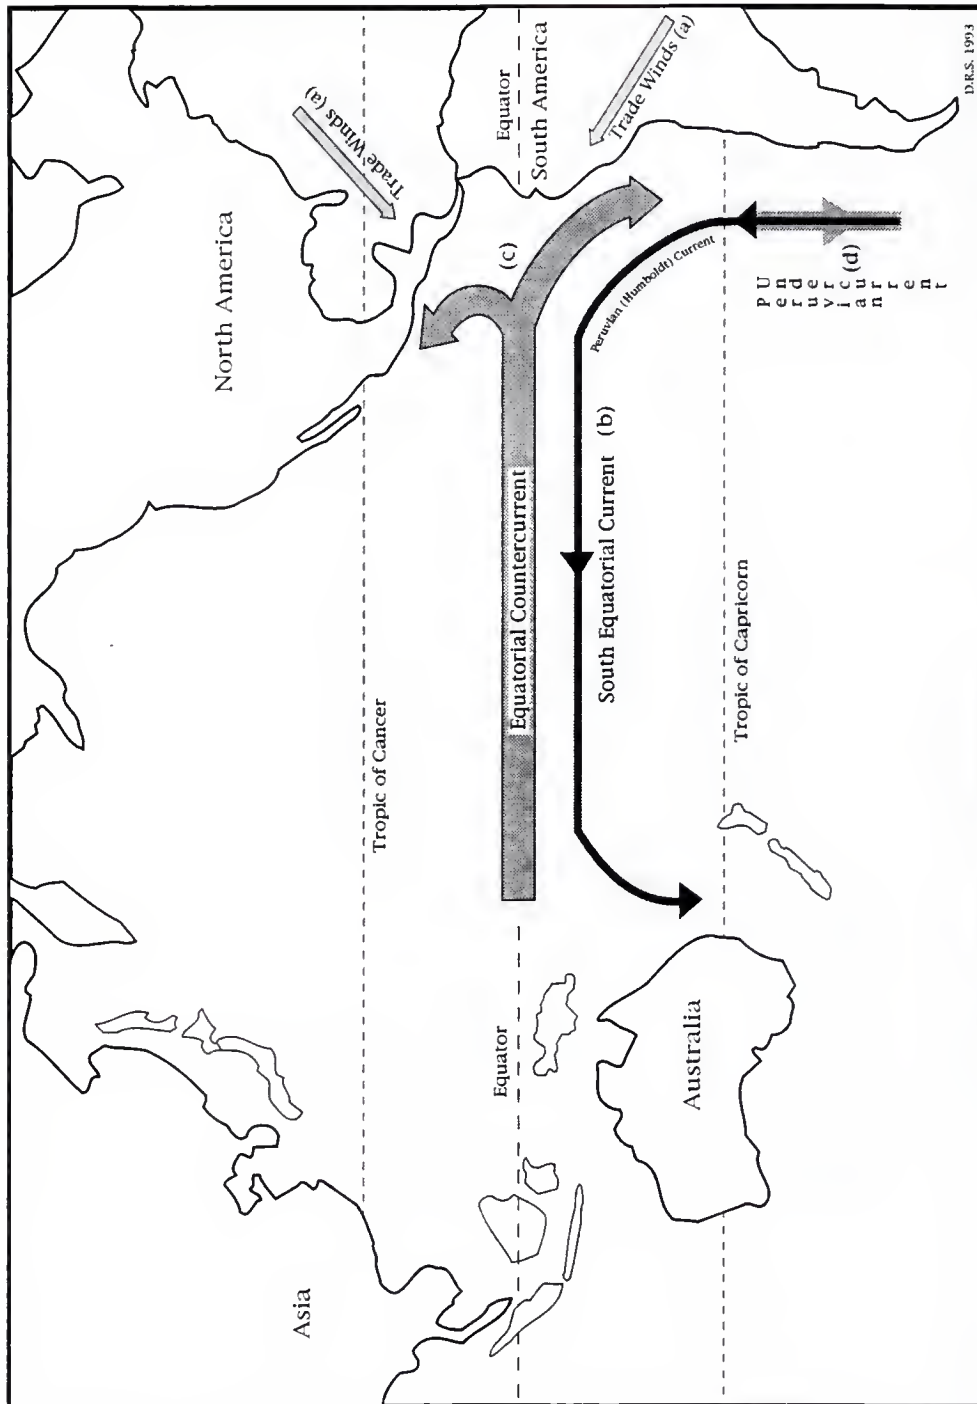 North America
Trade Winds (a)
Equator
South America
Trade Winds (a)
(c)
Peruvian (Humboldt) Current
(d)
Peruvian
Undercurrent
Equatorial Countercurrent
South Equatorial Current (b)
Tropic of Cancer
Tropic of Capricorn
Equator
Asia
Australia
D.R.S. 1993